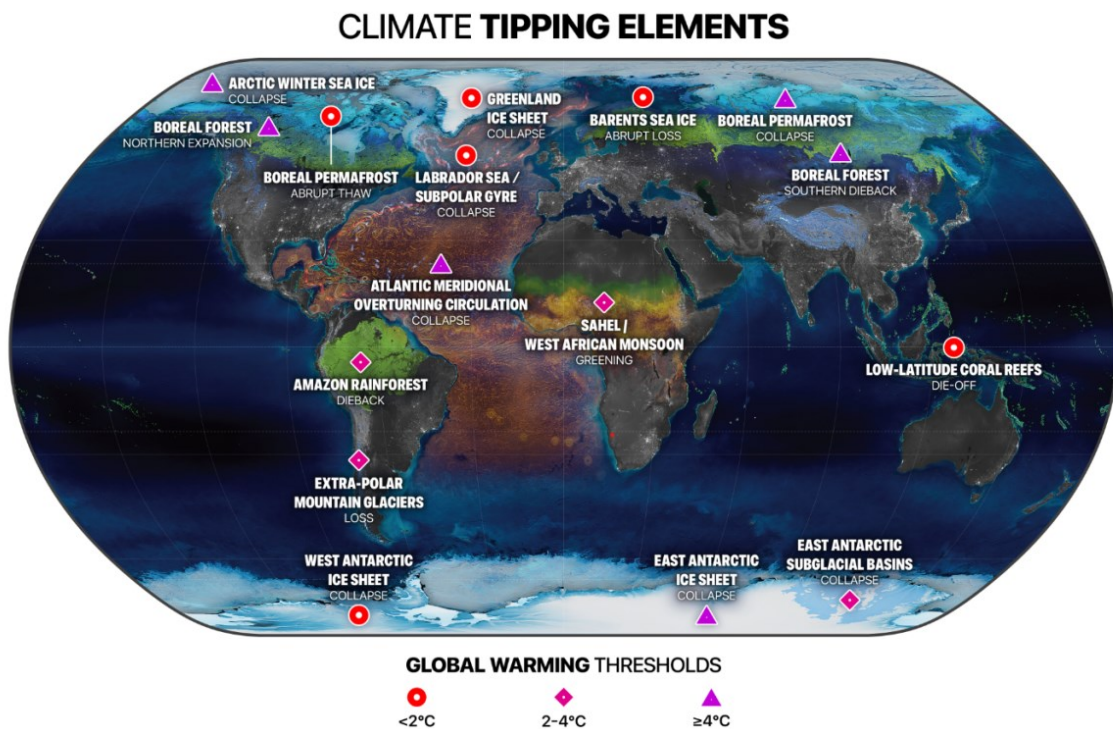 CLIMATE TIPPING ELEMENTS
ARCTIC WINTER SEA ICE
COLLAPSE
BOREAL FOREST
NORTHERN EXPANSION
BOREAL PERMAFROST
ABRUPT THAW
GREENLAND
ICE SHEET
COLLAPSE
LABRADOR SEA /
SUBPOLAR GYRE
COLLAPSE
BARENTS SEA ICE
ABRUPT LOSS
BOREAL PERMAFROST
COLLAPSE
BOREAL FOREST
SOUTHERN DIEBACK
ATLANTIC MERIDIONAL
OVERTURNING CIRCULATION
COLLAPSE
SAHEL /
WEST AFRICAN MONSOON
GREENING
LOW-LATITUDE CORAL REEFS
DIE-OFF
AMAZON RAINFOREST
DIEBACK
EXTRA-POLAR
MOUNTAIN GLACIERS
LOSS
WEST ANTARCTIC
ICE SHEET
COLLAPSE
EAST ANTARCTIC
ICE SHEET
COLLAPSE
EAST ANTARCTIC
SUBGLACIAL BASINS
COLLAPSE
GLOBAL WARMING THRESHOLDS
<2°C
2-4°C
≥4°C